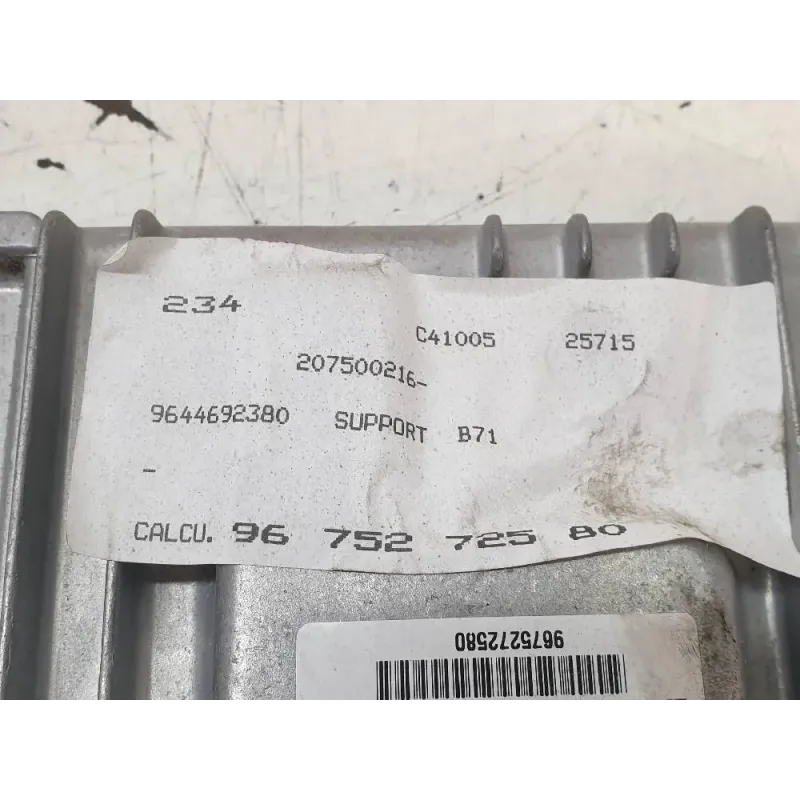 234
C41005 25715
207500216-
9644692380 SUPPORT B71
-
CALCU. 96 752 725 80
9675272580